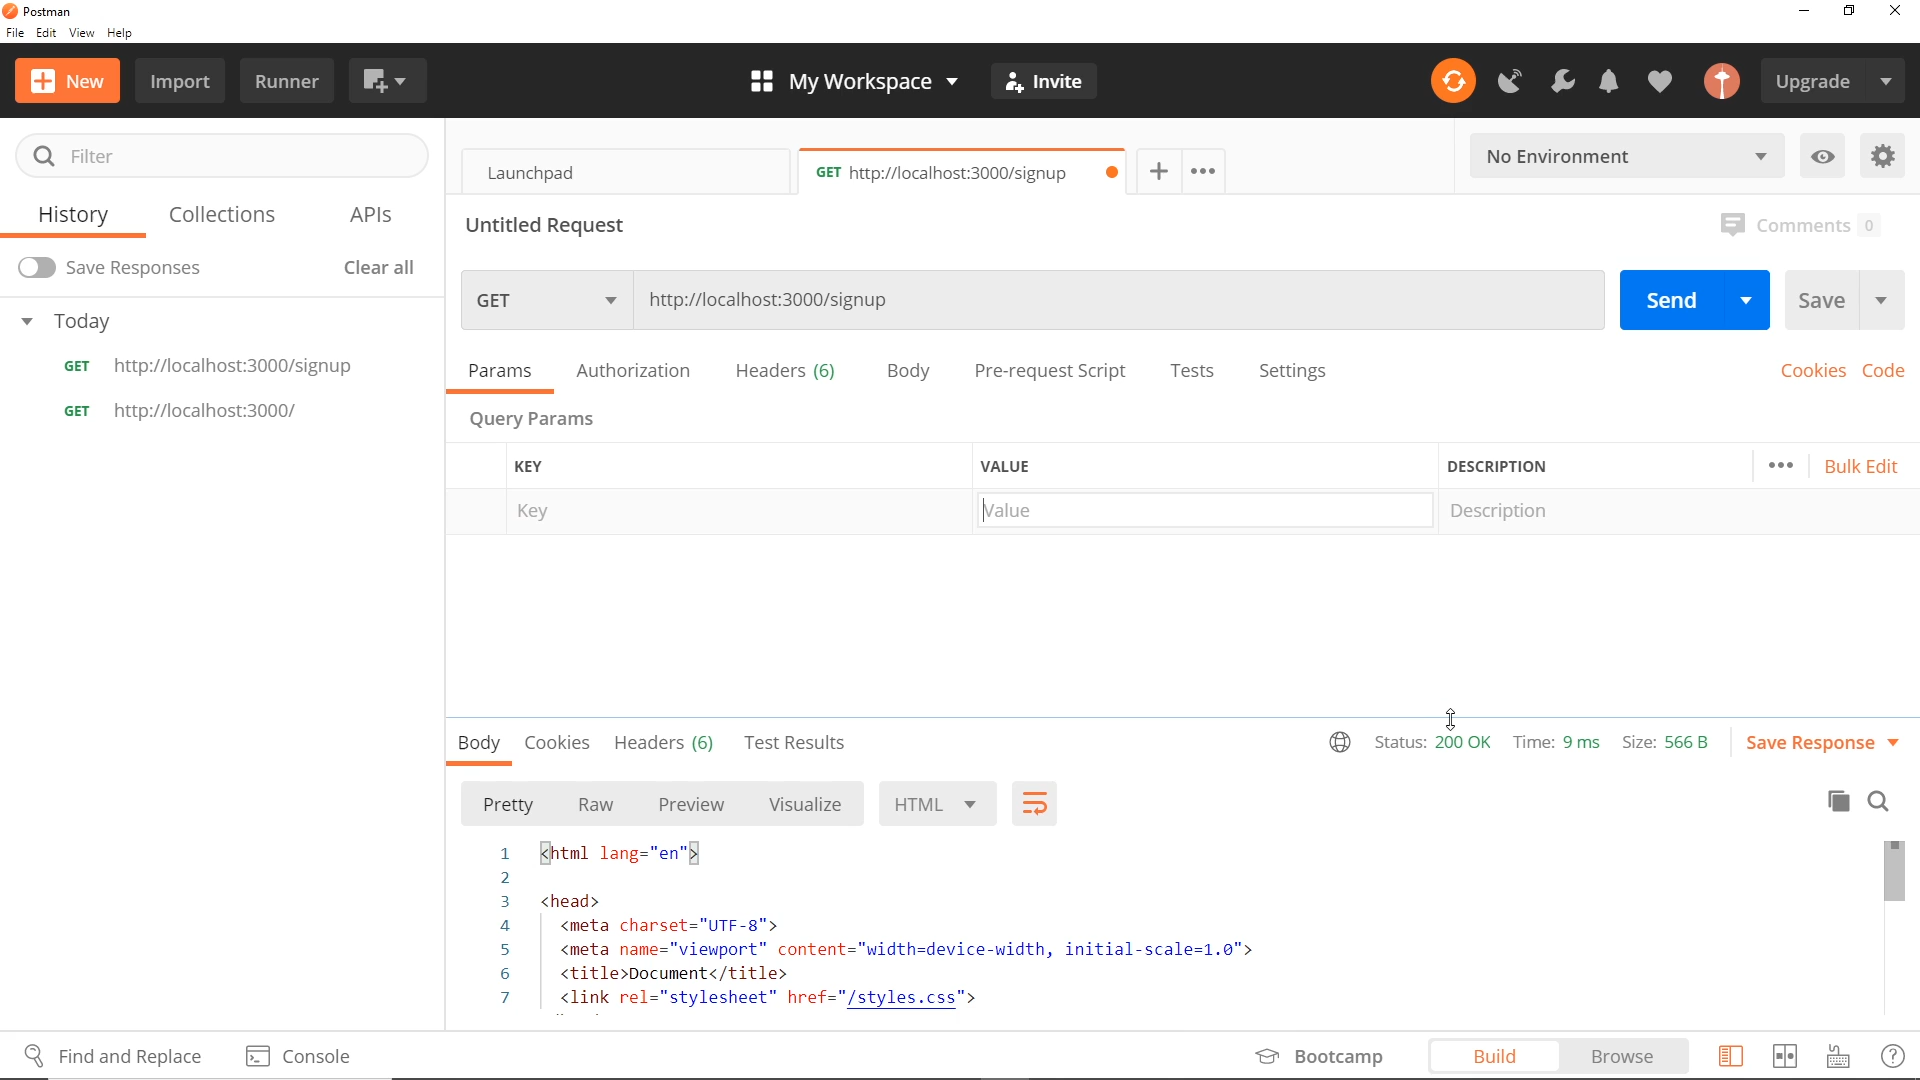 Postman
File Edit View Help
New Import Runner My Workspace Invite Upgrade
Filter
Launchpad GET http://localhost:3000/signup No Environment
History Collections APIs
Untitled Request Comments 0
Save Responses Clear all
GET http://localhost:3000/signup Send Save
Today
GET http://localhost:3000/signup
GET http://localhost:3000/
Params Authorization Headers (6) Body Pre-request Script Tests Settings Cookies Code
Query Params
KEY VALUE DESCRIPTION Bulk Edit
Key Value Description
Body Cookies Headers (6) Test Results Status: 200 OK Time: 9 ms Size: 566 B Save Response
Pretty Raw Preview Visualize HTML
1 <html lang="en">
2
3 <head>
4 <meta charset="UTF-8">
5 <meta name="viewport" content="width=device-width, initial-scale=1.0">
6 <title>Document</title>
7 <link rel="stylesheet" href="/styles.css">
Find and Replace Console Bootcamp Build Browse